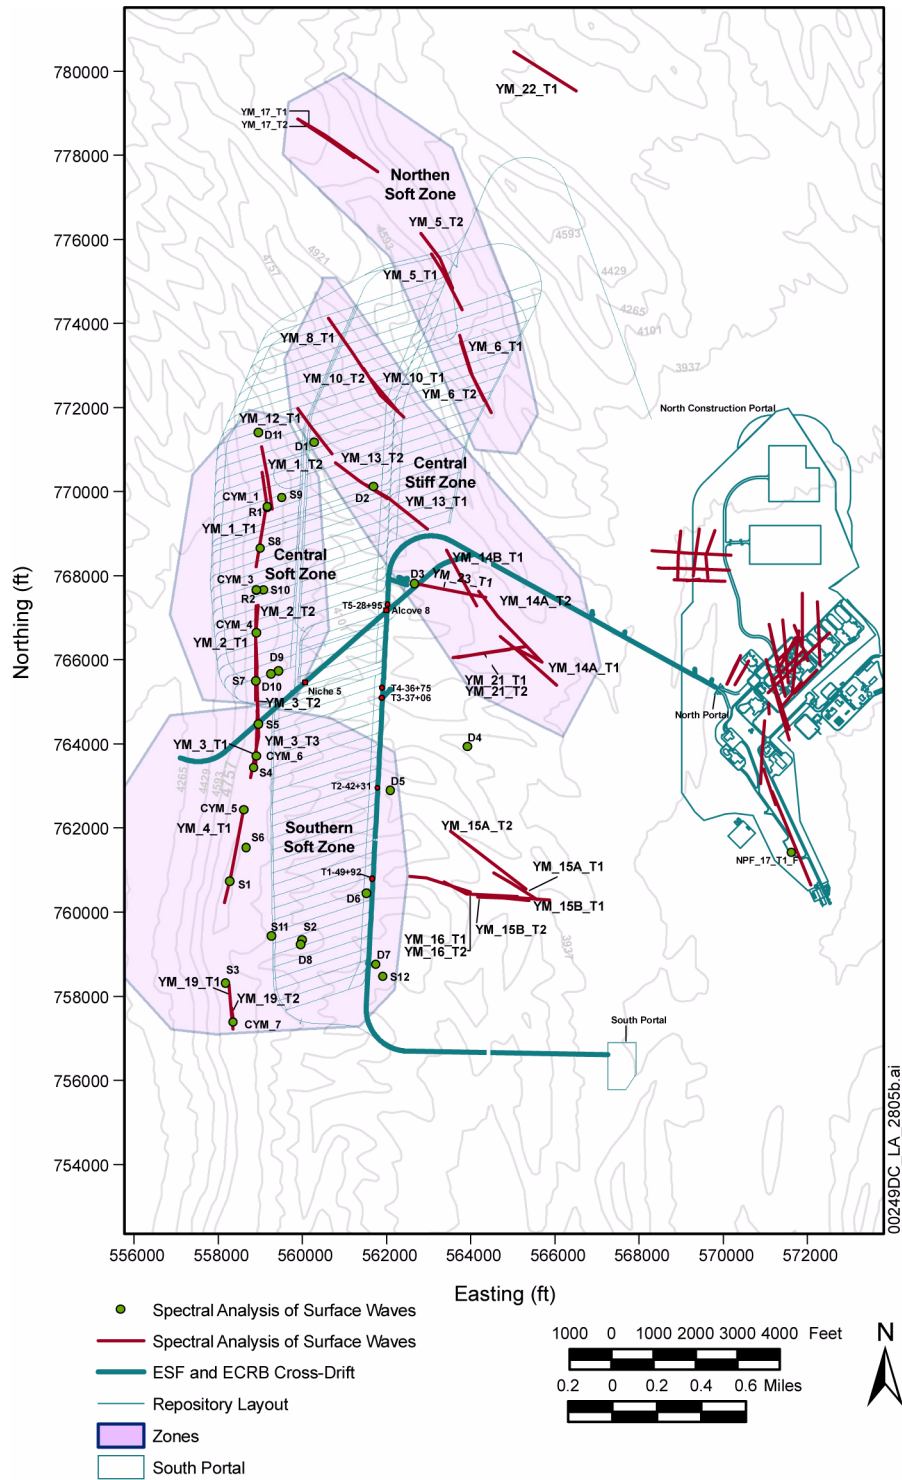 780000
YM_22_T1
YM_17_T1
YM_17_T2
778000
Northen
Soft Zone
YM_5_T2
776000
4593
4593
4921
4757
YM_5_T1
4429
4265
774000
4101
YM_8_T1
YM_6_T1
3937
YM_10_T2
YM_10_T1
YM_6_T2
772000
North Construction Portal
YM_12_T1
D11
D1
YM_13_T2
YM_1_T2
Central
Stiff Zone
770000
CYM_1
S9
D2
YM_13_T1
R1
YM_1_T1
S8
Central
Soft Zone
YM_14B_T1
768000
CYM_3
D3
YM_23_T1
S10
R2
YM_14A_T2
T5-28+95
Alcove 8
YM_2_T2
CYM_4
YM_2_T1
766000
D9
YM_14A_T1
S7
D10
YM_21_T1
YM_21_T2
Niche 5
T4-36+75
T3-37+06
YM_3_T2
North Portal
S5
764000
YM_3_T1
YM_3_T3
D4
CYM_6
S4
4265
4429
4593
4757
T2-42+31
D5
CYM_5
762000
YM_4_T1
Southern
Soft Zone
YM_15A_T2
S6
NPF_17_T1_F
YM_15A_T1
T1-49+92
S1
D6
760000
YM_15B_T1
YM_15B_T2
S11
S2
YM_16_T1
YM_16_T2
3937
D8
D7
S3
S12
758000
YM_19_T1
YM_19_T2
CYM_7
South Portal
756000
754000
Northing (ft)
00249DC_LA_2805b.ai
556000 558000 560000 562000 564000 566000 568000 570000 572000
Easting (ft)
Spectral Analysis of Surface Waves
Spectral Analysis of Surface Waves
ESF and ECRB Cross-Drift
Repository Layout
Zones
South Portal
1000 0 1000 2000 3000 4000 Feet
0.2 0 0.2 0.4 0.6 Miles
N